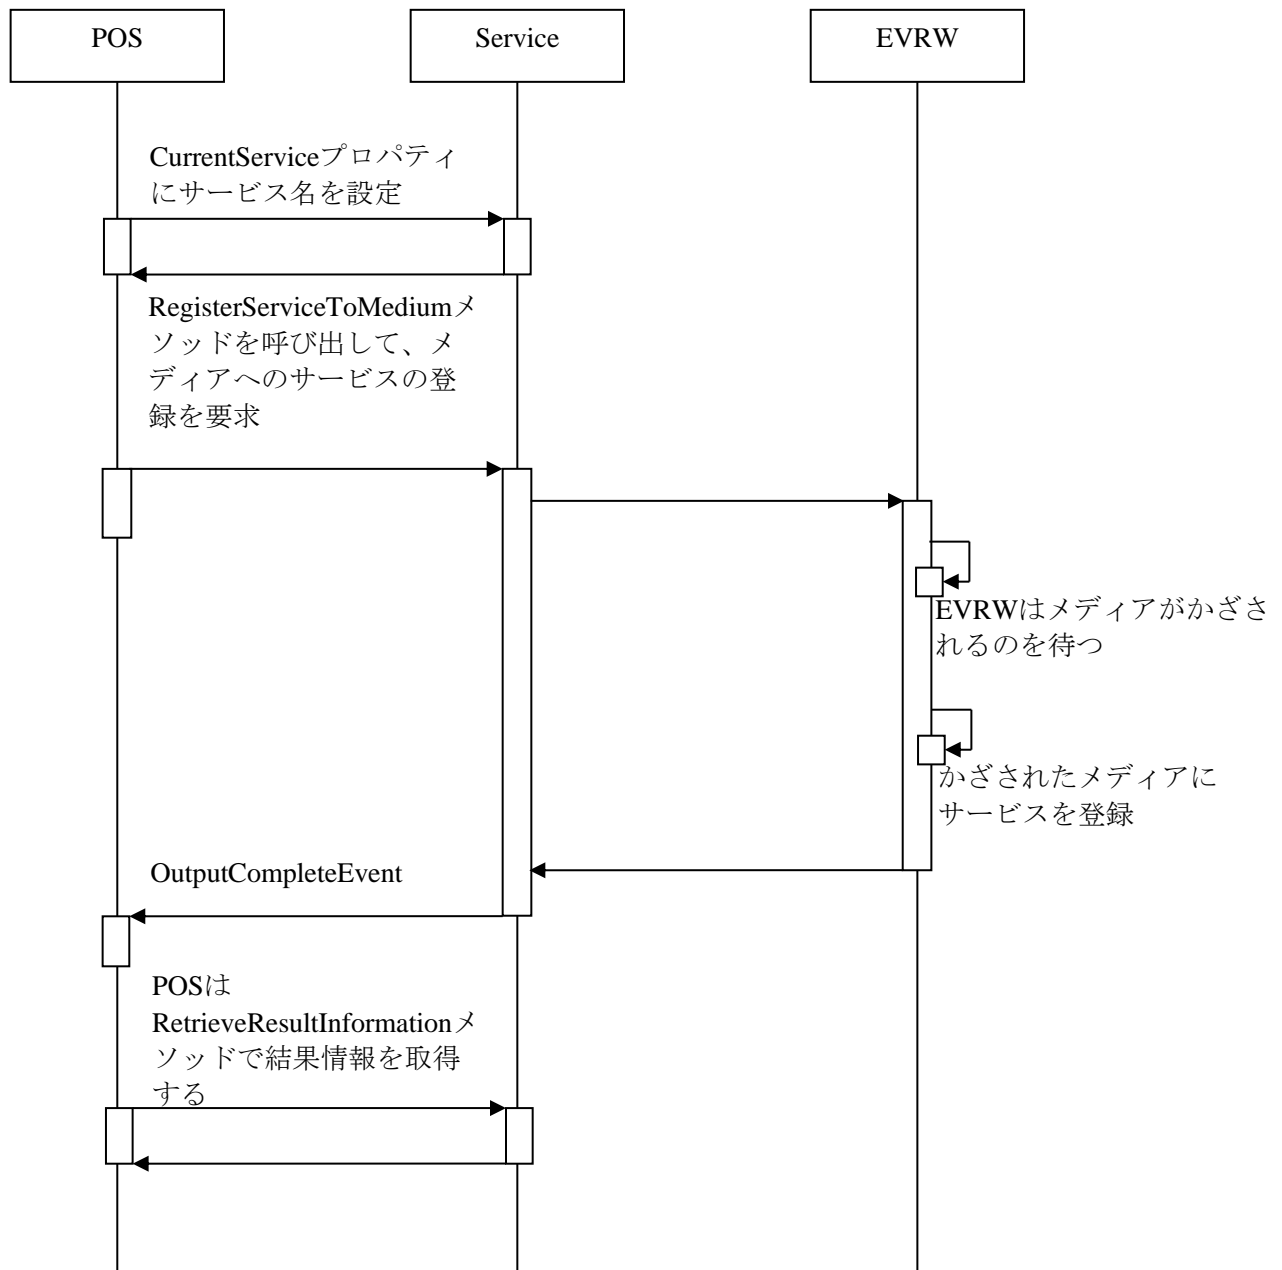 POS
Service
EVRW
CurrentServiceプロパティ
にサービス名を設定
RegisterServiceToMediumメ
ソッドを呼び出して、メ
ディアへのサービスの登
録を要求
EVRWはメディアがかざさ
れるのを待つ
かざされたメディアに
サービスを登録
OutputCompleteEvent
POSは
RetrieveResultInformationメ
ソッドで結果情報を取得
する